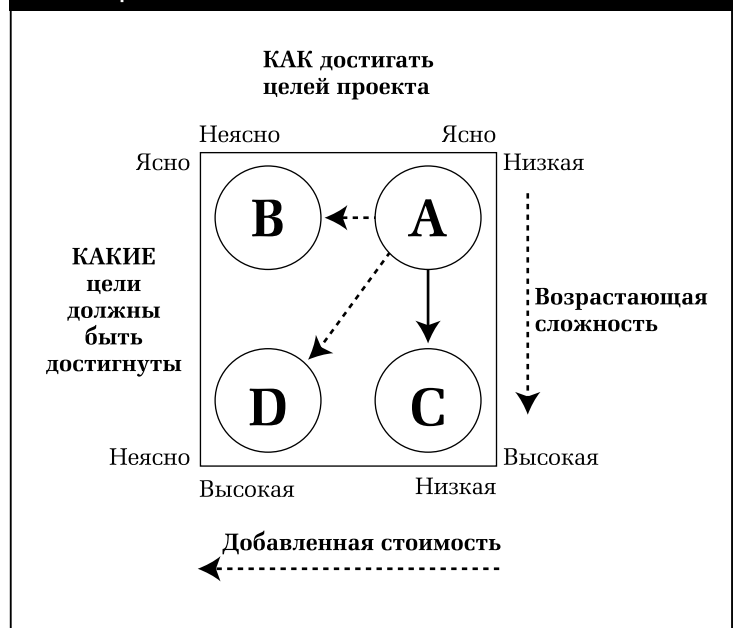 КАК достигать
целей проекта
Неясно Ясно
Ясно Низкая
B A
КАКИЕ
цели
должны
быть
достигнуты
Возрастающая
сложность
D C
Неясно Высокая
Высокая Низкая
Добавленная стоимость